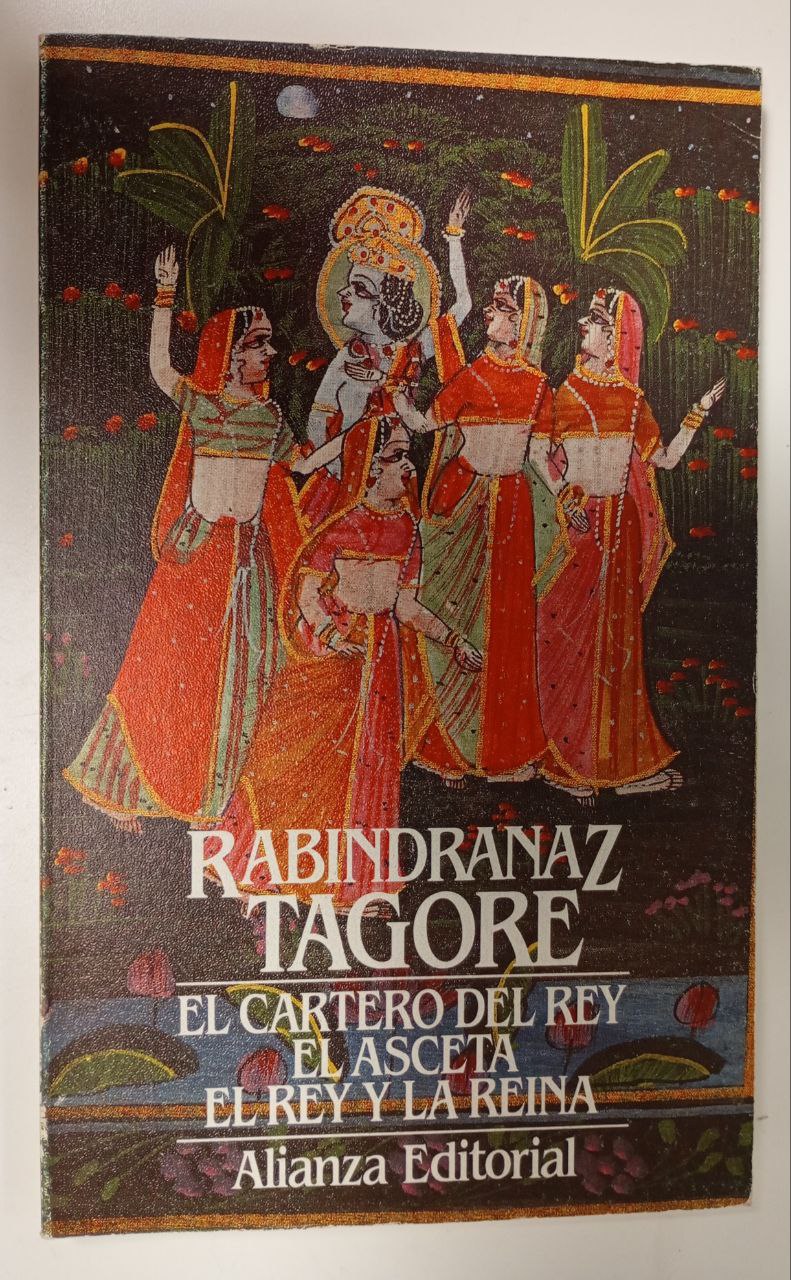 RABINDRANAZ
TAGORE
EL CARTERO DEL REY
EL ASCETA
EL REY Y LA REINA
Alianza Editorial